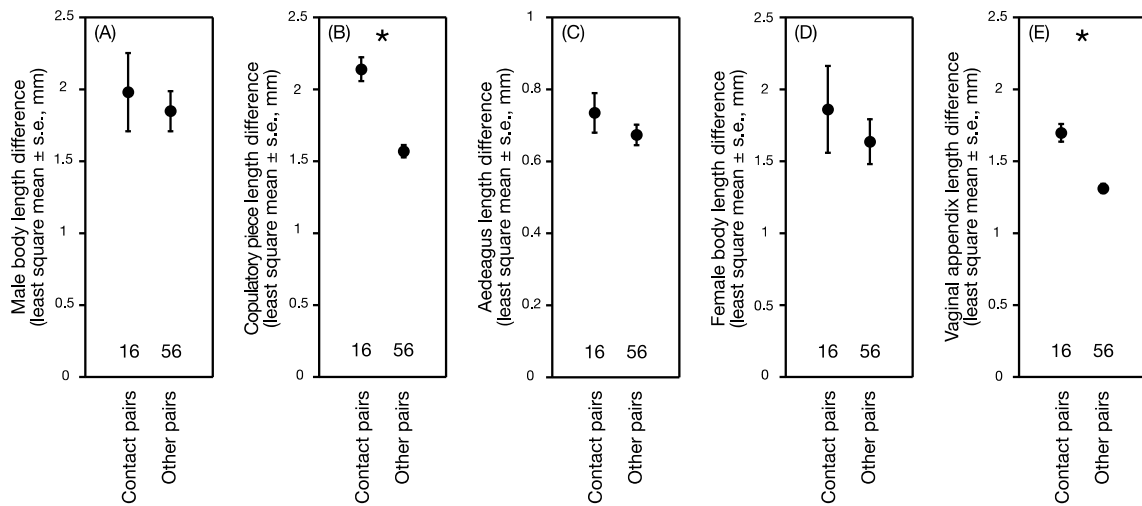 (A)
Male body length difference
(least square mean ± s.e., mm)
2.5
2
1.5
1
0.5
0
16 56
Contact pairs
Other pairs
(B)
*
Copulatory piece length difference
(least square mean ± s.e., mm)
2.5
2
1.5
1
0.5
0
16 56
Contact pairs
Other pairs
(C)
Aedeagus length difference
(least square mean ± s.e., mm)
1
0.8
0.6
0.4
0.2
0
16 56
Contact pairs
Other pairs
(D)
Female body length difference
(least square mean ± s.e., mm)
2.5
2
1.5
1
0.5
0
16 56
Contact pairs
Other pairs
(E)
*
Vaginal appendix length difference
(least square mean ± s.e., mm)
2.5
2
1.5
1
0.5
0
16 56
Contact pairs
Other pairs